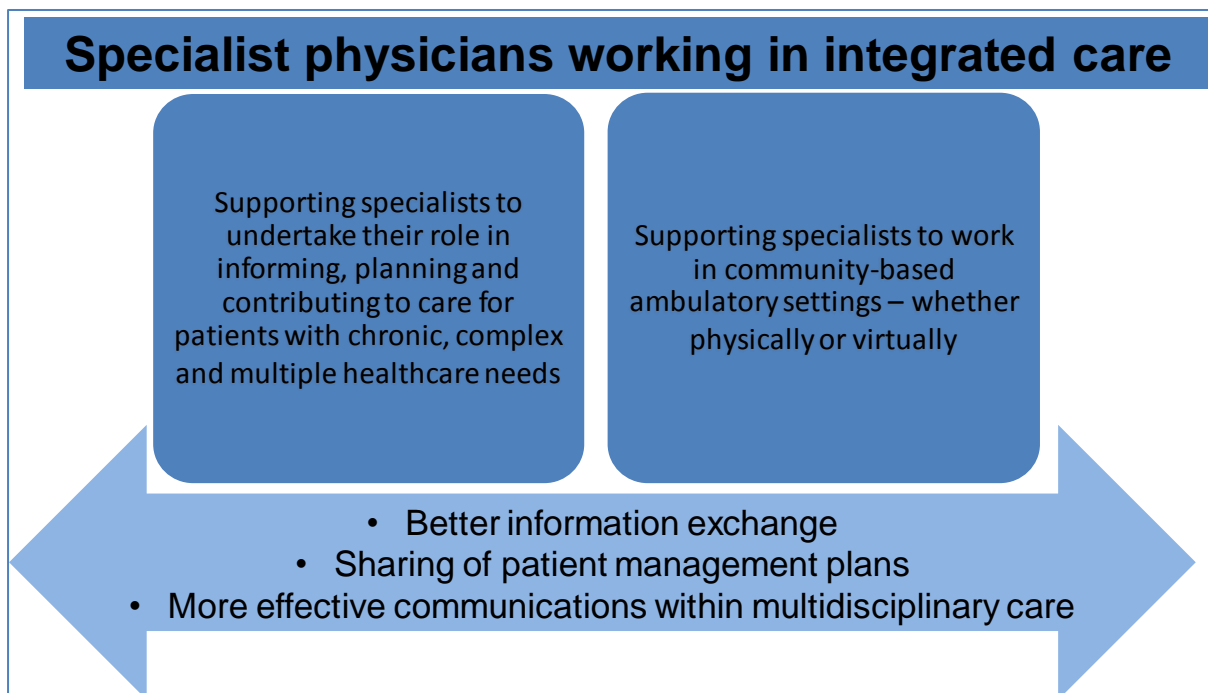 Specialist physicians working in integrated care
Supporting specialists to
undertake their role in
informing, planning and
contributing to care for
patients with chronic, complex
and multiple healthcare needs
Supporting specialists to work
in community-based
ambulatory settings – whether
physically or virtually
• Better information exchange
• Sharing of patient management plans
• More effective communications within multidisciplinary care